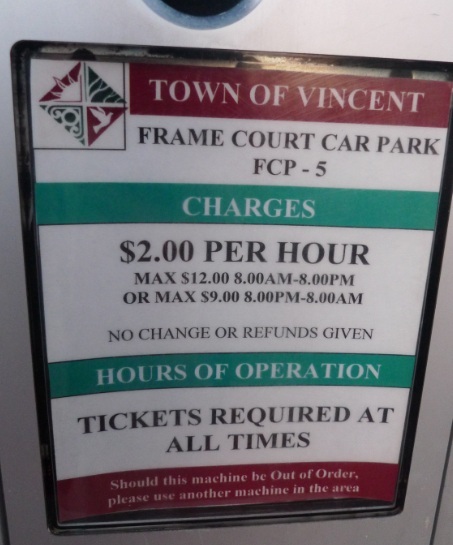 TOWN OF VINCENT
FRAME COURT CAR PARK
FCP - 5
CHARGES
$2.00 PER HOUR
MAX $12.00 8.00AM-8.00PM
OR MAX $9.00 8.00PM-8.00AM
NO CHANGE OR REFUNDS GIVEN
HOURS OF OPERATION
TICKETS REQUIRED AT
ALL TIMES
Should this machine be Out of Order,
please use another machine in the area